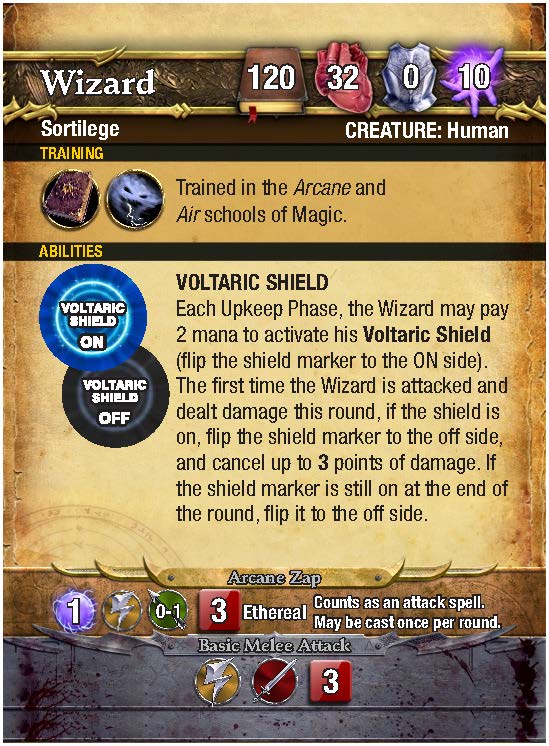 Wizard 120 32 0 10
Sortilege CREATURE: Human
TRAINING
Trained in the Arcane and
Air schools of Magic.
ABILITIES
VOLTARIC SHIELD ON
VOLTARIC SHIELD OFF
VOLTARIC SHIELD
Each Upkeep Phase, the Wizard may pay
2 mana to activate his Voltaric Shield
(flip the shield marker to the ON side).
The first time the Wizard is attacked and
dealt damage this round, if the shield is
on, flip the shield marker to the off side,
and cancel up to 3 points of damage. If
the shield marker is still on at the end of
the round, flip it to the off side.
Arcane Zap
1 0-1 3 Ethereal Counts as an attack spell.
May be cast once per round.
Basic Melee Attack
3